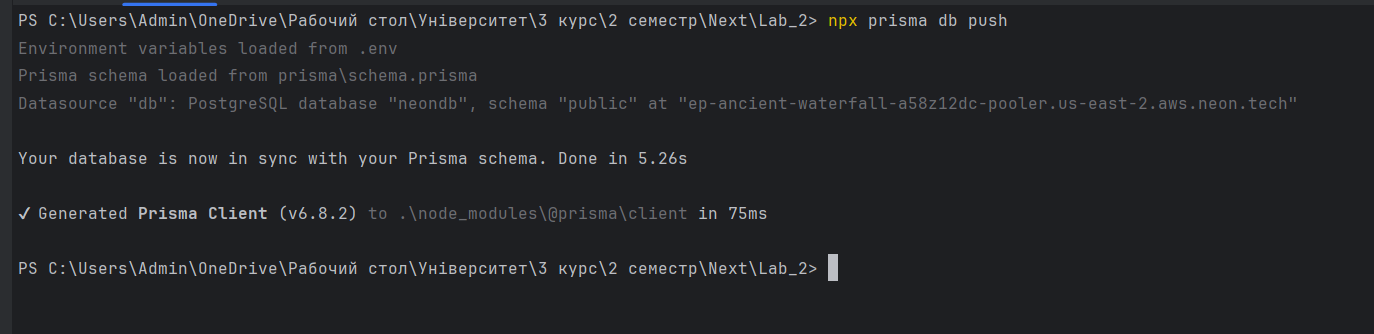 PS C:\Users\Admin\OneDrive\Рабочий стол\Університет\3 курс\2 семестр\Next\Lab_2> npx prisma db push
Environment variables loaded from .env
Prisma schema loaded from prisma\schema.prisma
Datasource "db": PostgreSQL database "neondb", schema "public" at "ep-ancient-waterfall-a58z12dc-pooler.us-east-2.aws.neon.tech"
Your database is now in sync with your Prisma schema. Done in 5.26s
✔ Generated Prisma Client (v6.8.2) to .\node_modules\@prisma\client in 75ms
PS C:\Users\Admin\OneDrive\Рабочий стол\Університет\3 курс\2 семестр\Next\Lab_2>